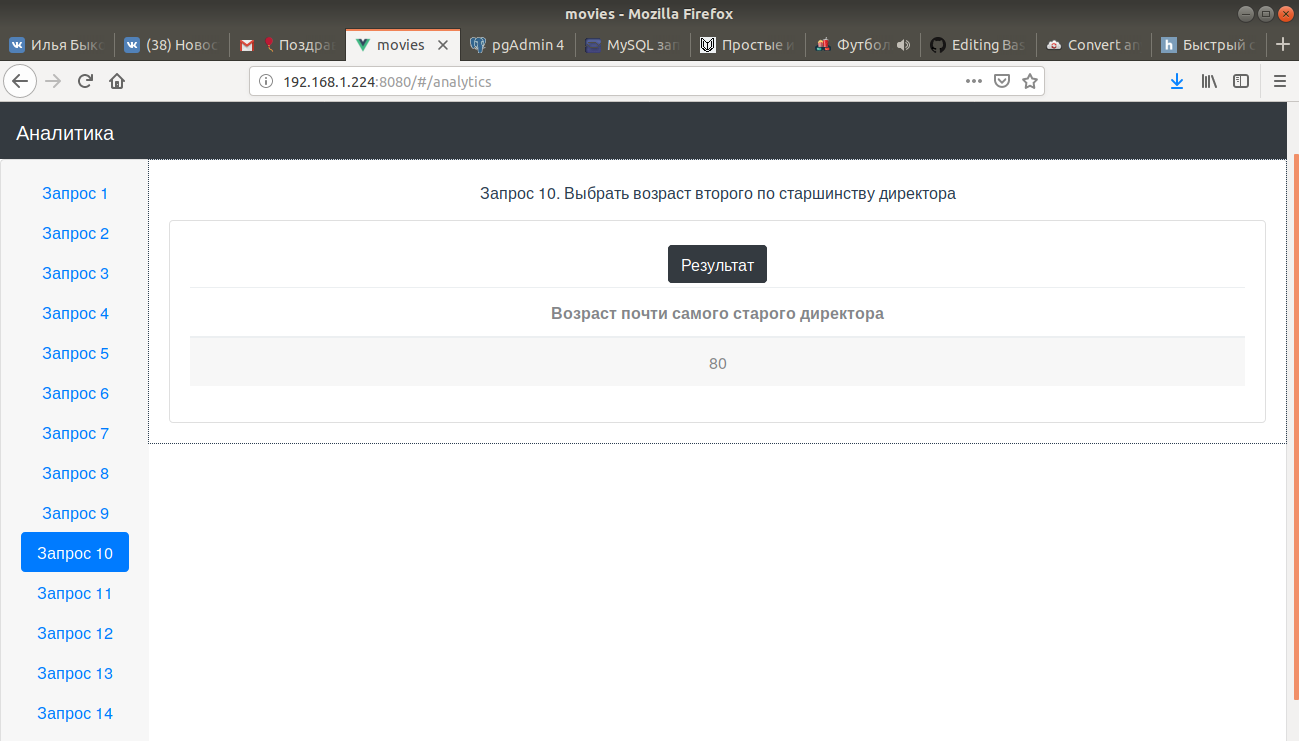 movies - Mozilla Firefox
Илья Бык
(38) Новос
Поздра
movies
pgAdmin 4
MySQL зап
Простые и
Футбол
Editing Bas
Convert an
Быстрый с
192.168.1.224:8080/#/analytics
Аналитика
Запрос 1
Запрос 2
Запрос 3
Запрос 4
Запрос 5
Запрос 6
Запрос 7
Запрос 8
Запрос 9
Запрос 10
Запрос 11
Запрос 12
Запрос 13
Запрос 14
Запрос 10. Выбрать возраст второго по старшинству директора
Результат
Возраст почти самого старого директора
80